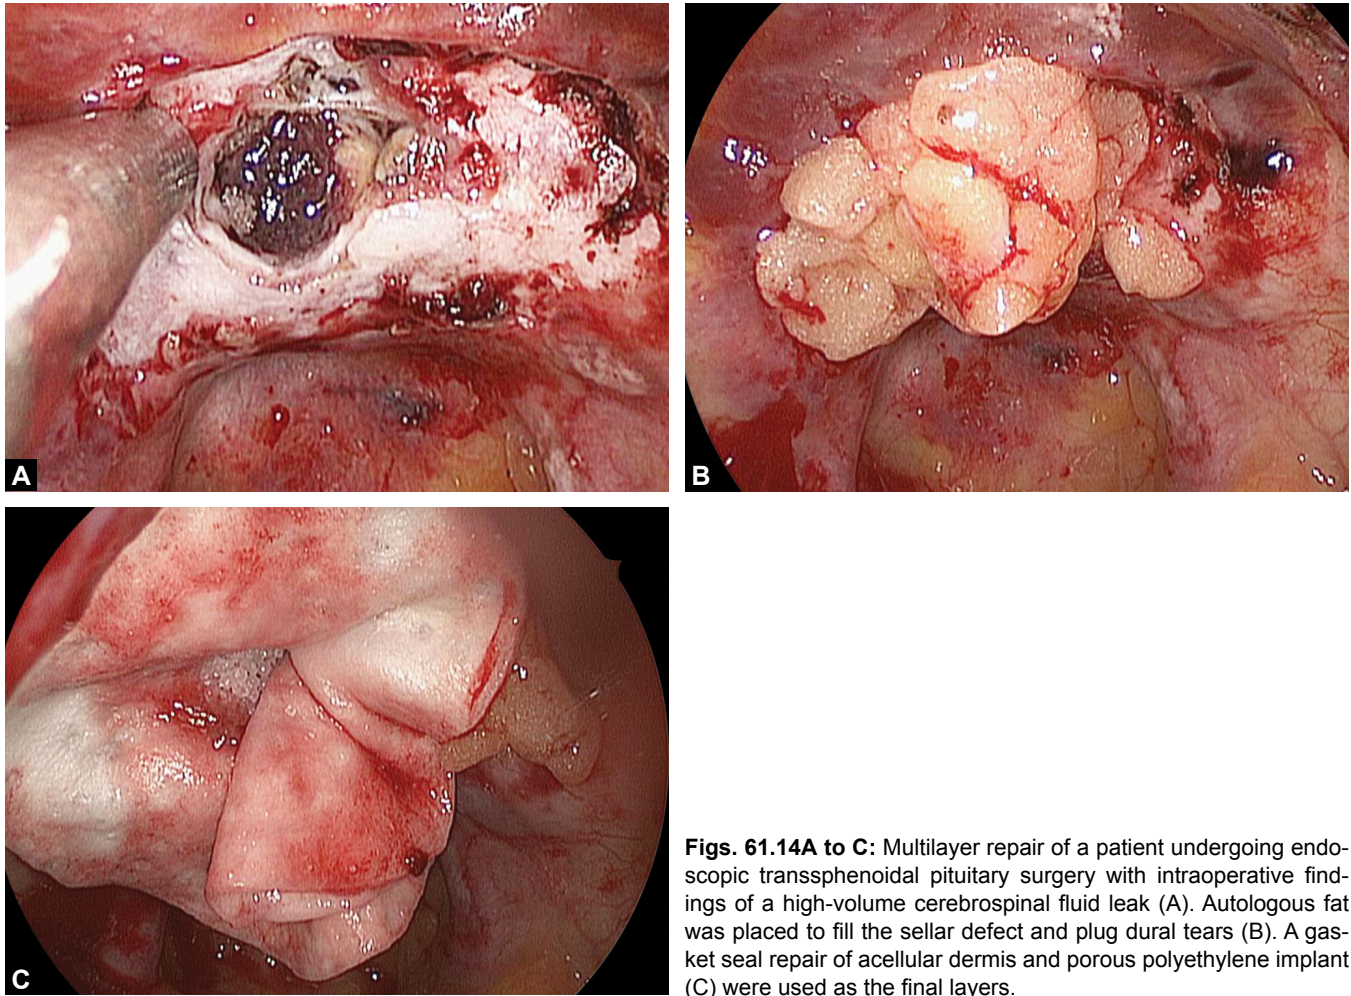 A
B
C
Figs. 61.14A to C: Multilayer repair of a patient undergoing endo-
scopic transsphenoidal pituitary surgery with intraoperative find-
ings of a high-volume cerebrospinal fluid leak (A). Autologous fat
was placed to fill the sellar defect and plug dural tears (B). A gas-
ket seal repair of acellular dermis and porous polyethylene implant
(C) were used as the final layers.